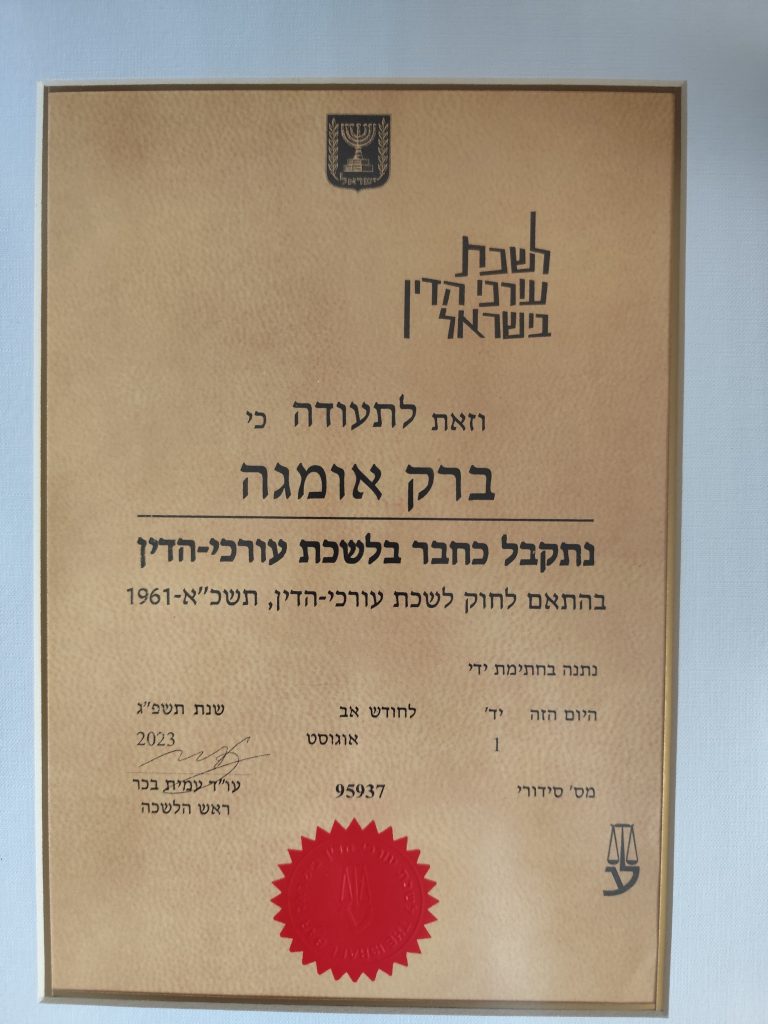 לשכת
עורכי הדין
בישראל
וזאת לתעודה כי
ברק אומגה
נתקבל כחבר בלשכת עורכי-הדין
בהתאם לחוק לשכת עורכי-הדין, תשכ"א-1961
נתנה בחתימת ידי
היום הזה יד' לחודש אב שנת תשפ"ג
1 אוגוסט 2023
עו"ד עמית בכר
ראש הלשכה
מס' סידורי 95937